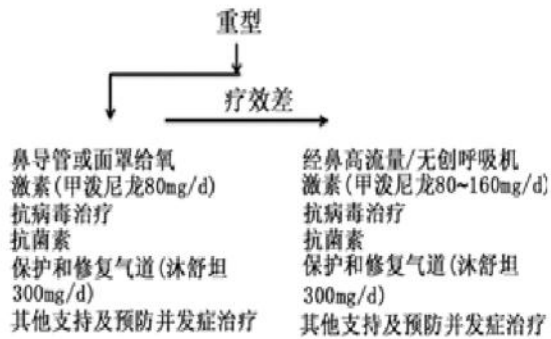 重型
疗效差
鼻导管或面罩给氧
激素(甲泼尼龙80mg/d)
抗病毒治疗
抗菌素
保护和修复气道(沐舒坦
300mg/d)
其他支持及预防并发症治疗
经鼻高流量/无创呼吸机
激素(甲泼尼龙80~160mg/d)
抗病毒治疗
抗菌素
保护和修复气道(沐舒坦
300mg/d)
其他支持及预防并发症治疗